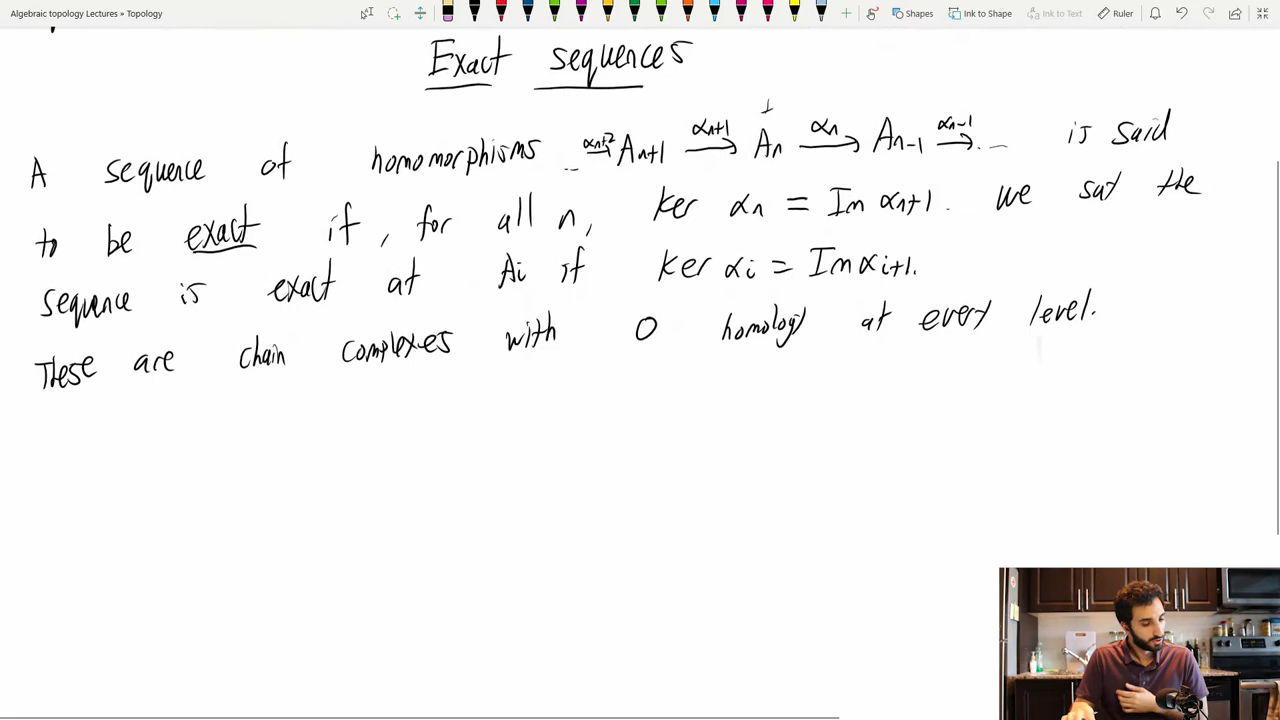 Algebraic topology Lectures » Topology
Shapes Ink to Shape Ink to Text Ruler
Exact sequences
A sequence of homomorphisms ... →^{αn+2} An+1 →^{αn+1} An →^{αn} An-1 →^{αn-1} ... is said
to be exact if, for all n, ker αn = Im αn+1. we sat the
sequence is exact at Ai if ker αi = Im αi+1.
These are chain complexes with 0 homology at every level.